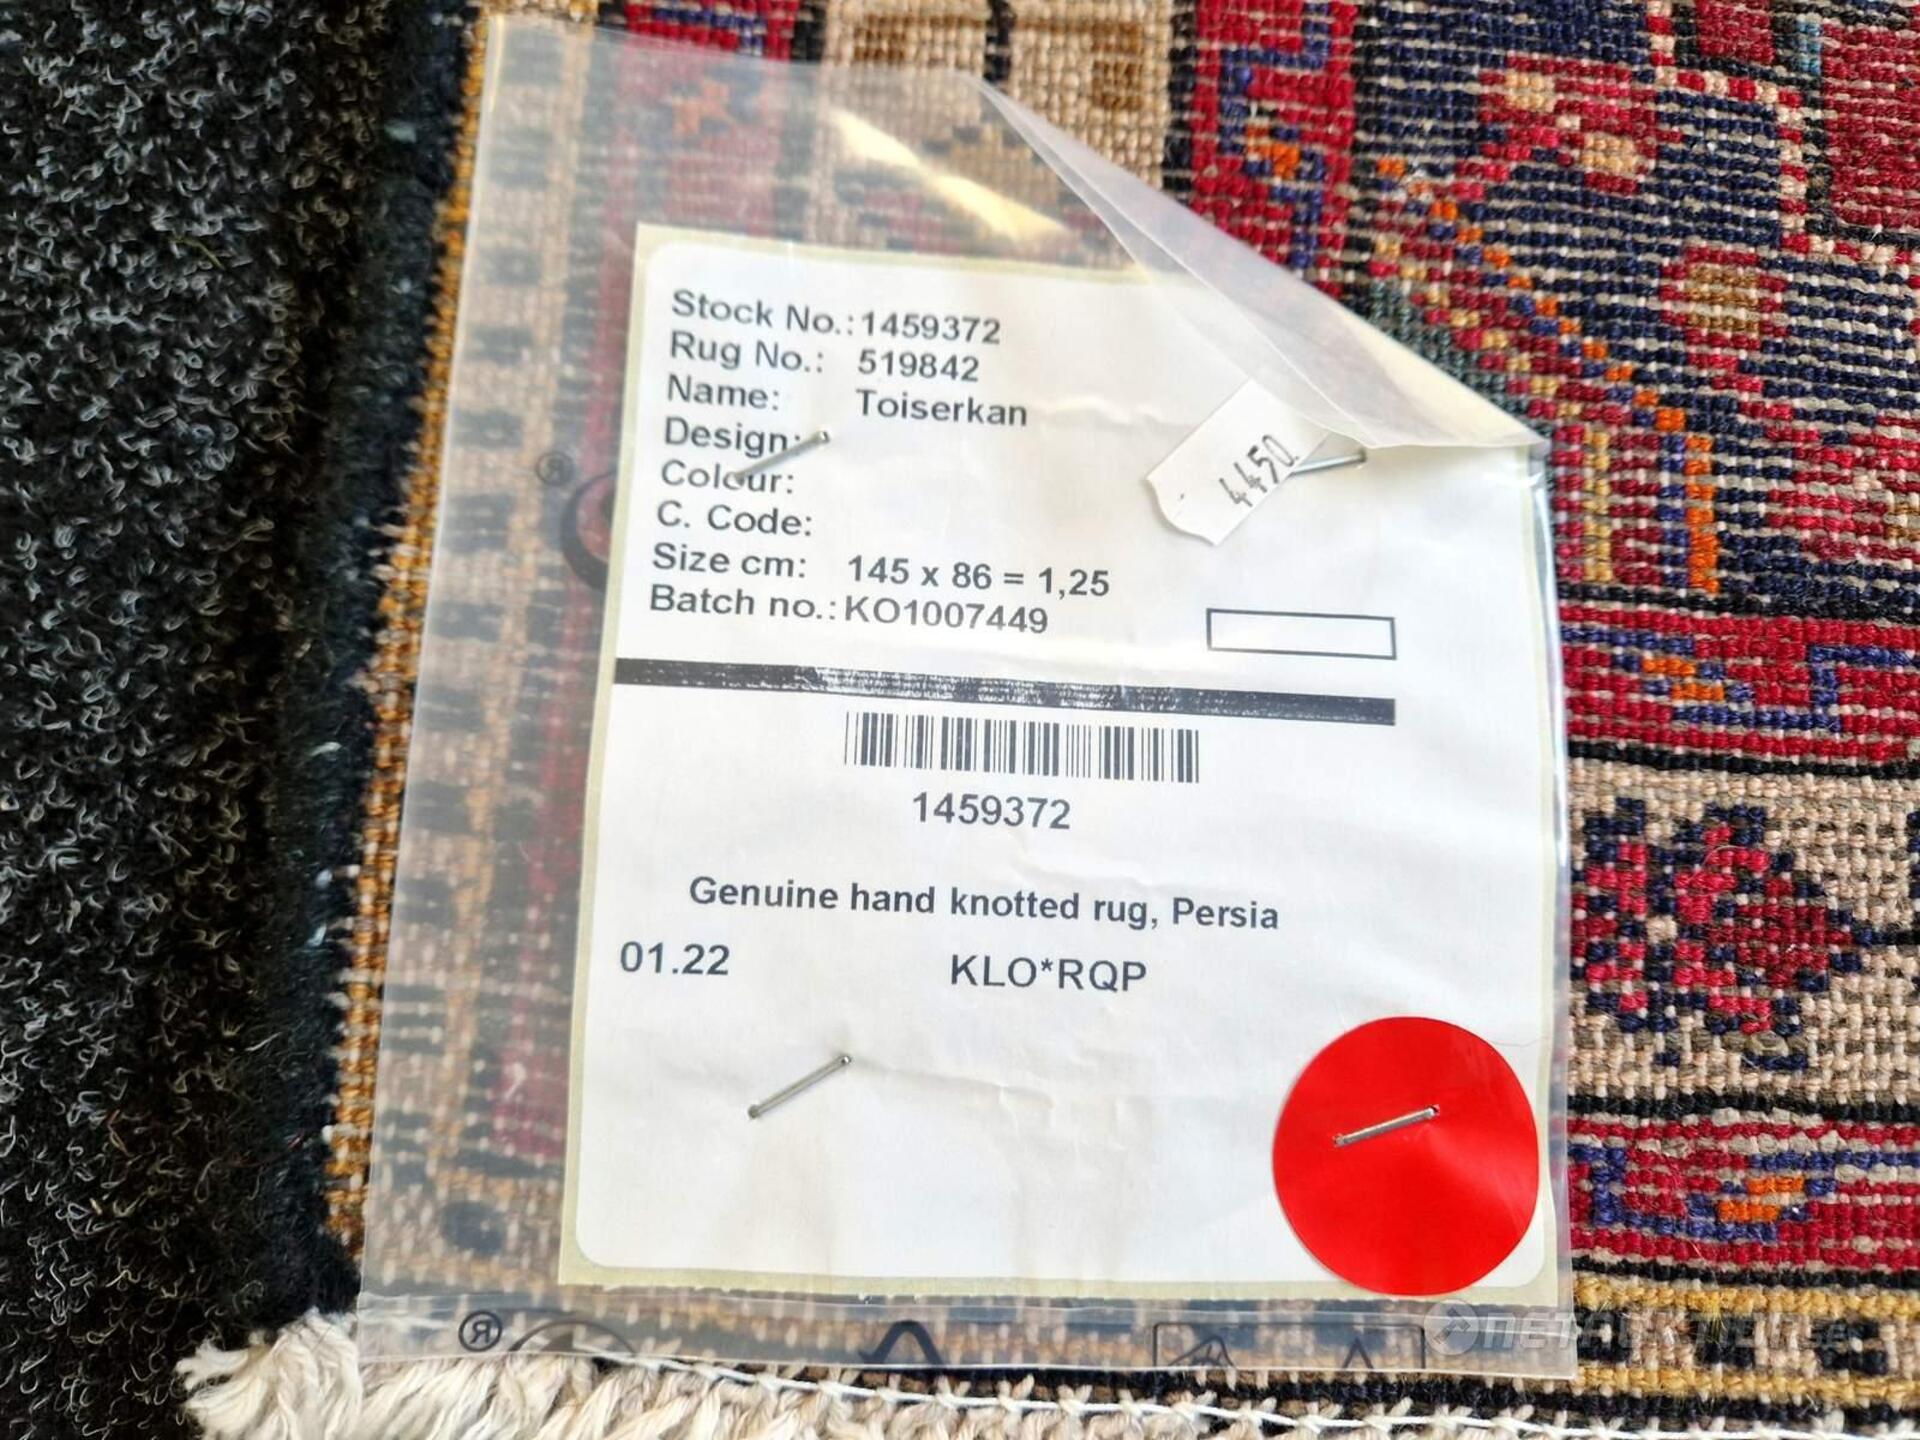 Stock No.: 1459372
Rug No.: 519842
Name: Toiserkan
Design:
Colour:
C. Code:
Size cm: 145 x 86 = 1,25
Batch no.: KO1007449
4450.
1459372
Genuine hand knotted rug, Persia
01.22 KLO*RQP
®
®